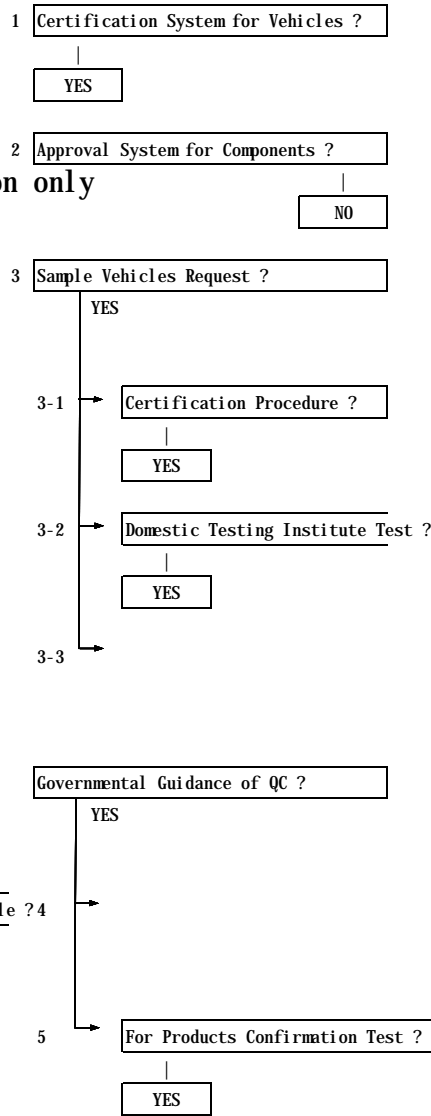 1 Certification System for Vehicles ?
YES
2 Approval System for Components ?
on only
NO
3 Sample Vehicles Request ?
YES
3-1 Certification Procedure ?
YES
3-2 Domestic Testing Institute Test ?
YES
3-3
Governmental Guidance of QC ?
YES
le ? 4
5 For Products Confirmation Test ?
YES